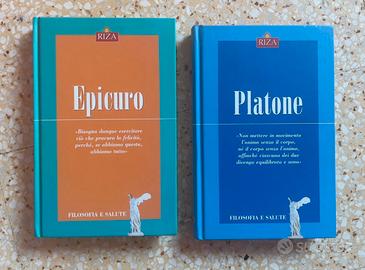 RIZA
Epicuro
«Bisogna dunque esercitare
ciò che procura la felicità,
perché, se abbiamo questa,
abbiamo tutto»
FILOSOFIA E SALUTE
RIZA
Platone
«Non mettere in movimento
l'anima senza il corpo,
né il corpo senza l'anima,
affinché ciascuno dei due
divenga equilibrato e sano»
FILOSOFIA E SALUTE
SUBITO